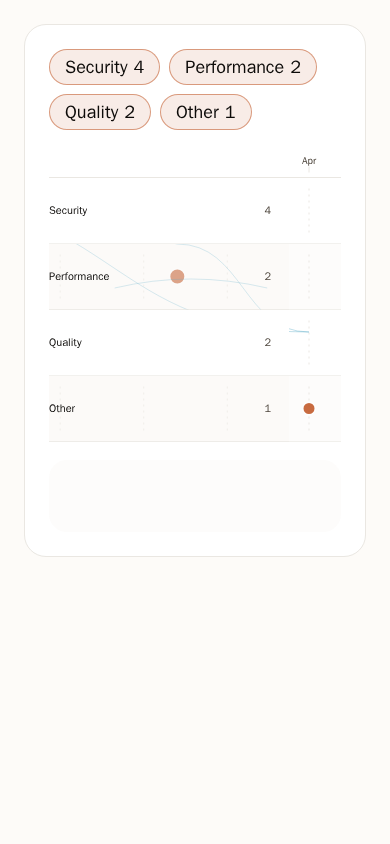 Security 4 Performance 2
Quality 2 Other 1
Apr
Security 4
Performance 2
Quality 2
Other 1